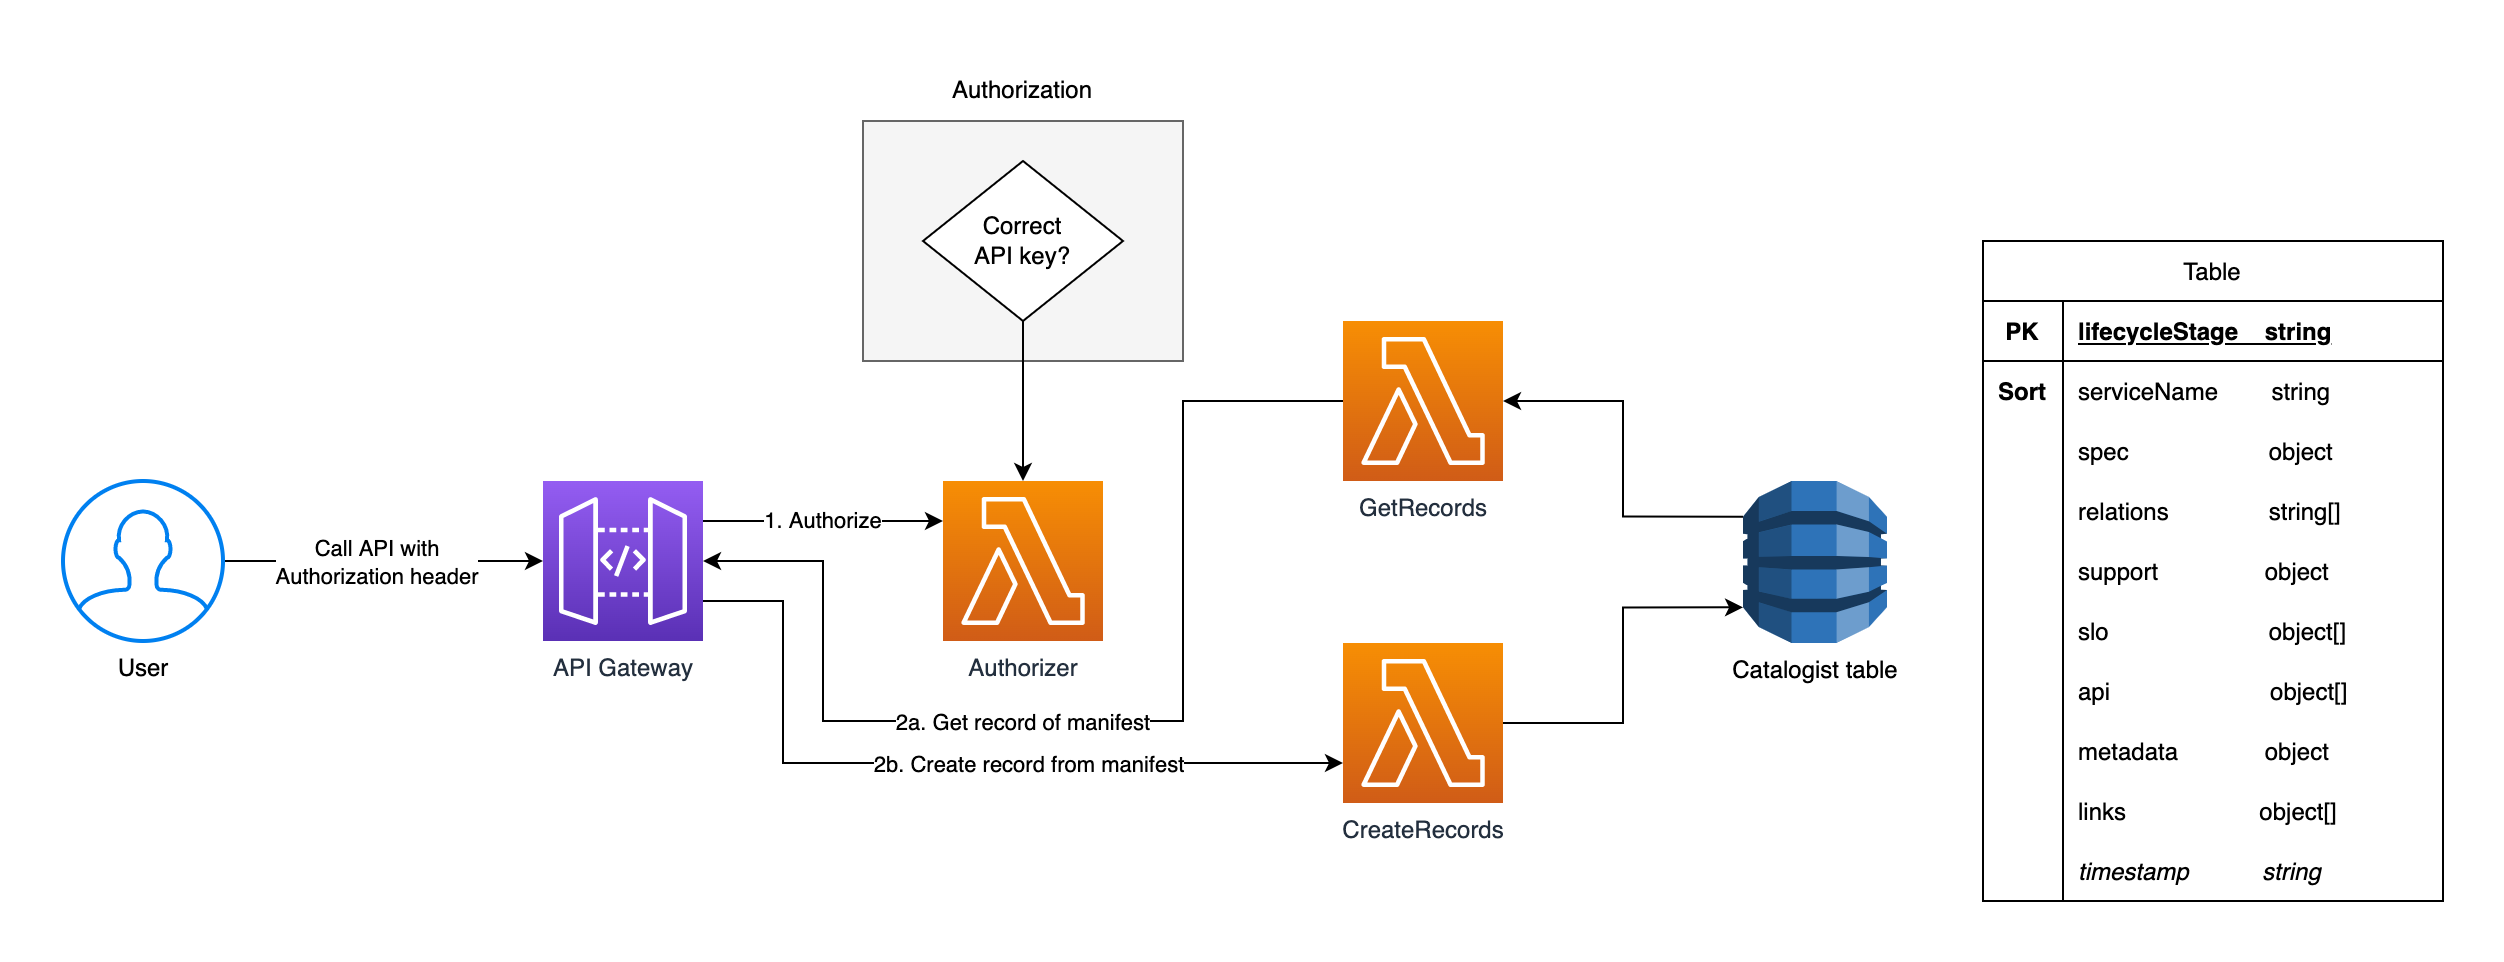 Authorization
Correct
API key?
Call API with
Authorization header
User
API Gateway
1. Authorize
Authorizer
2a. Get record of manifest
2b. Create record from manifest
GetRecords
CreateRecords
Catalogist table
Table
PK lifecycleStage string
Sort serviceName string
spec object
relations string[]
support object
slo object[]
api object[]
metadata object
links object[]
timestamp string